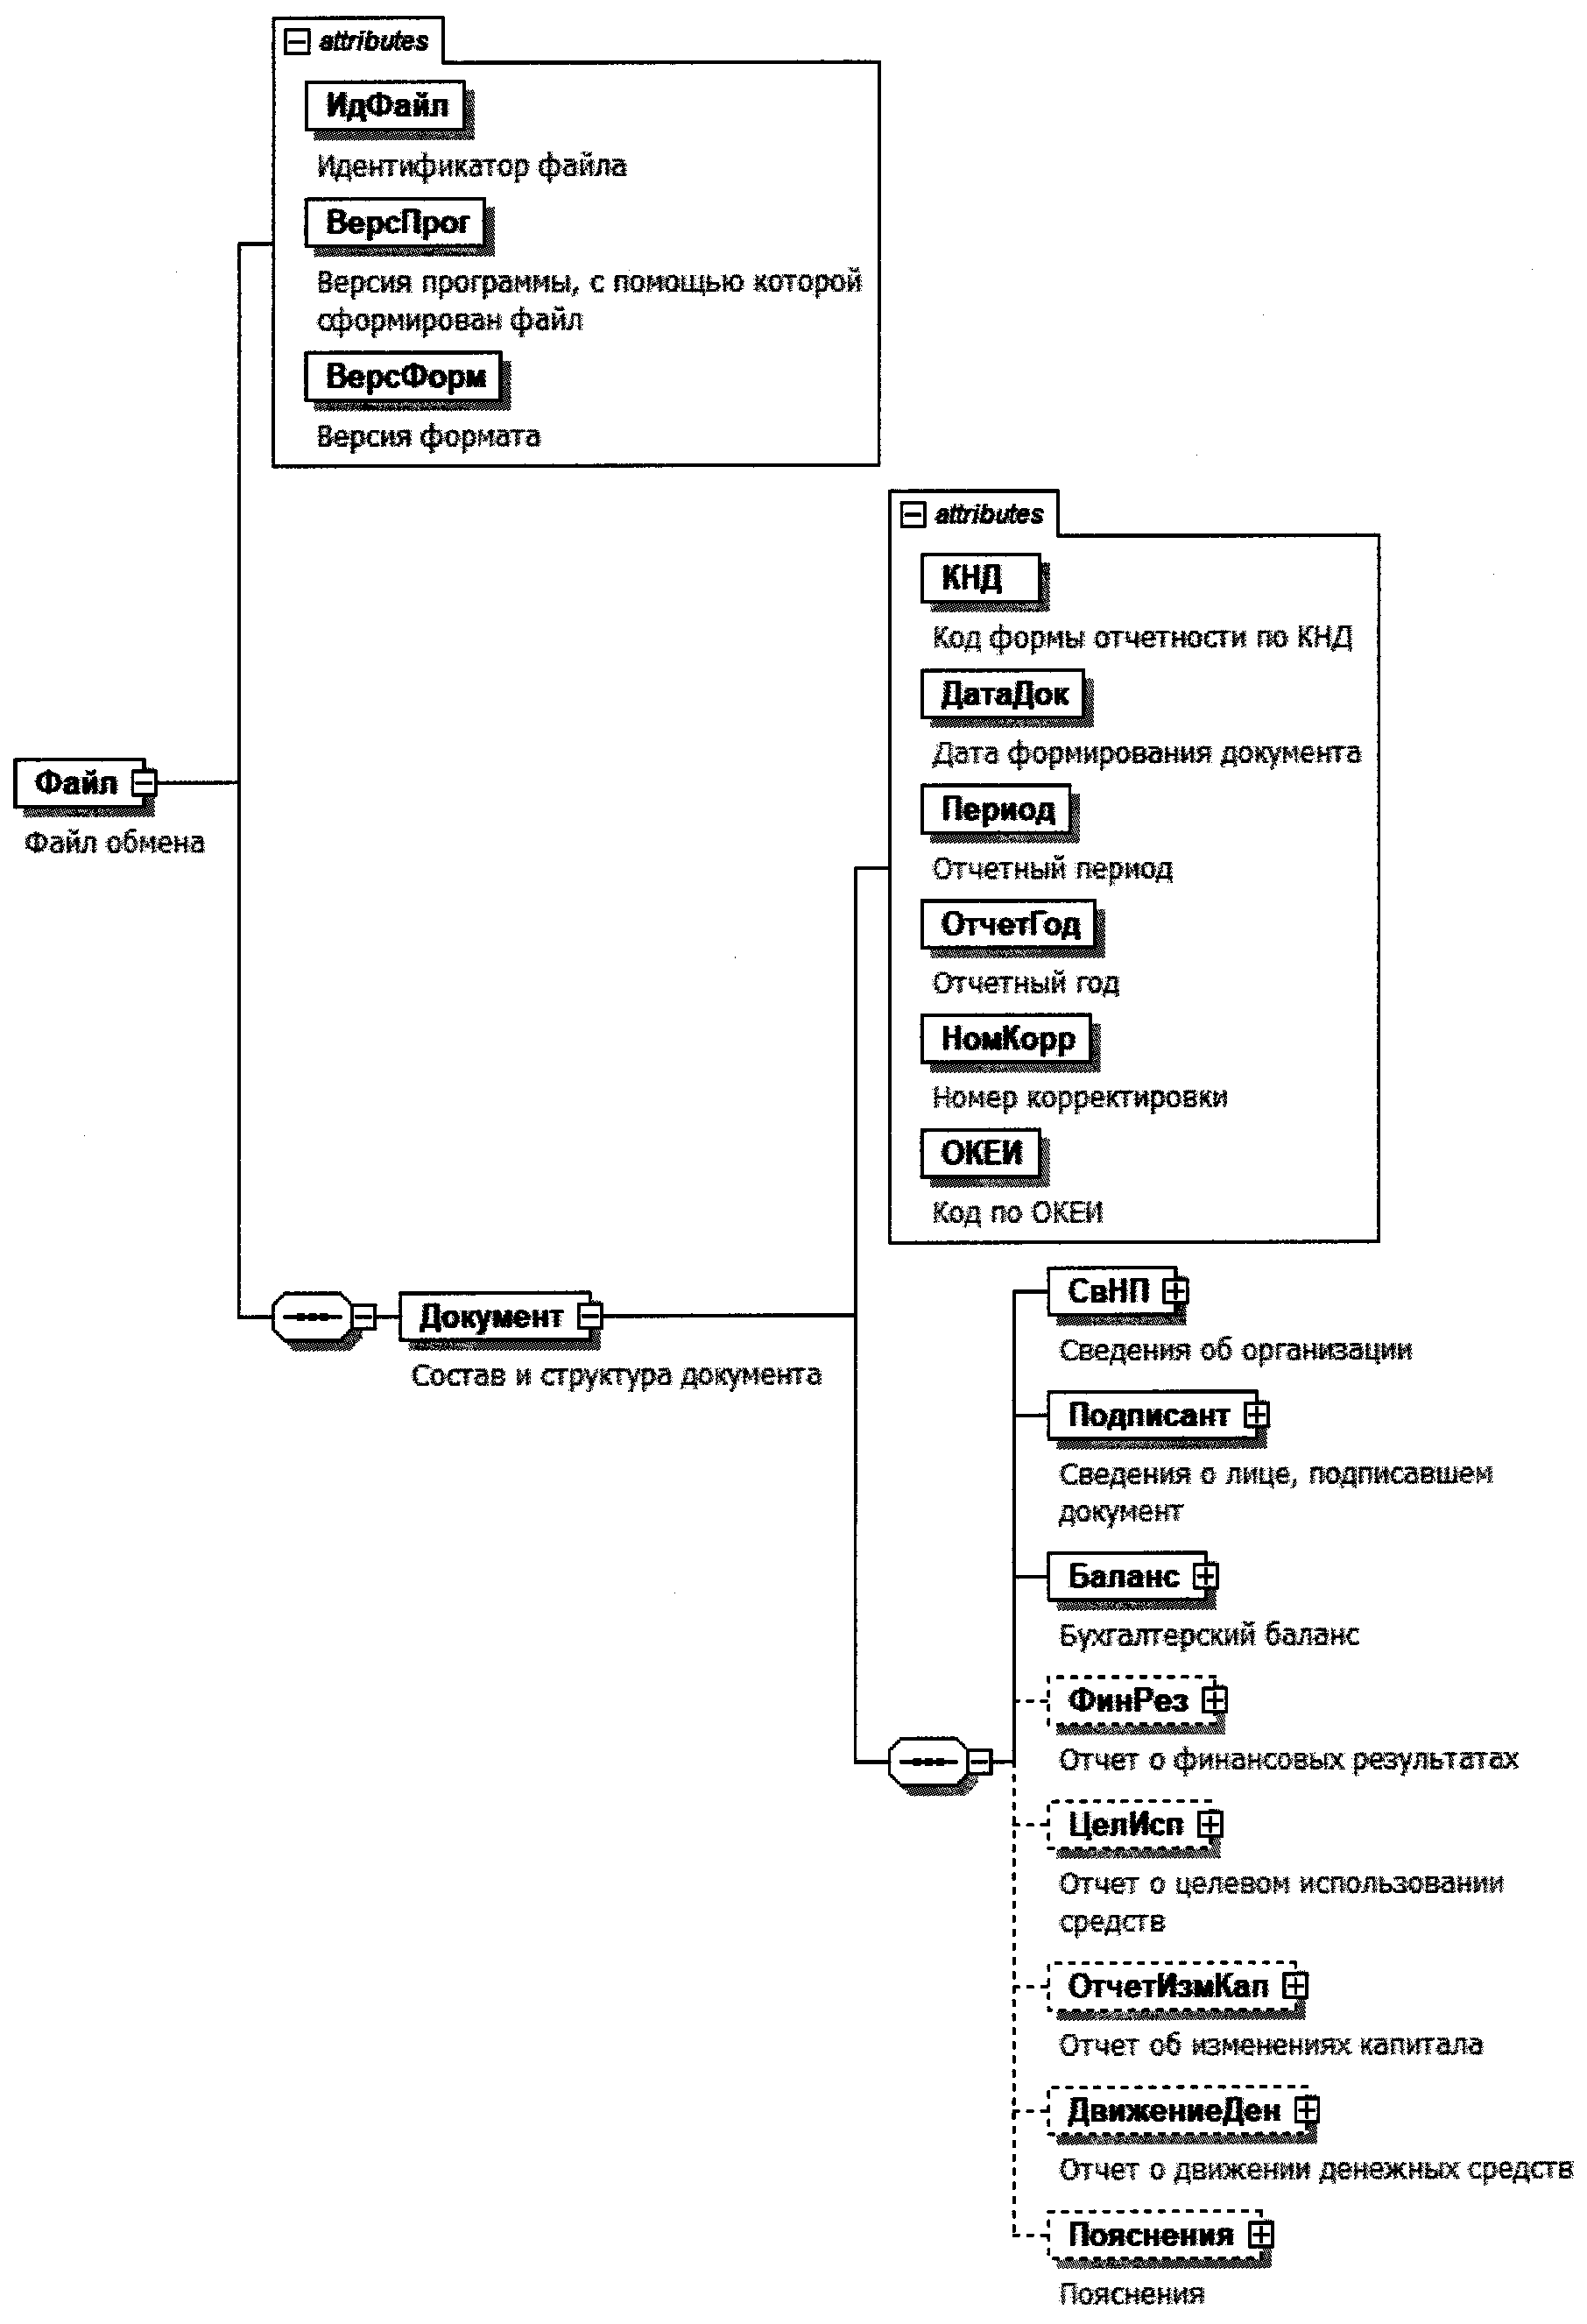 attributes
ИдФайл
Идентификатор файла
ВерсПрог
Версия программы, с помощью которой
сформирован файл
ВерсФорм
Версия формата
attributes
КНД
Код формы отчетности по КНД
ДатаДок
Дата формирования документа
Период
Отчетный период
ОтчетГод
Отчетный год
НомКорр
Номер корректировки
ОКЕИ
Код по ОКЕИ
Файл
Файл обмена
Документ
Состав и структура документа
СвНП
Сведения об организации
Подписант
Сведения о лице, подписавшем
документ
Баланс
Бухгалтерский баланс
ФинРез
Отчет о финансовых результатах
ЦелИсп
Отчет о целевом использовании
средств
ОтчетИзмКап
Отчет об изменениях капитала
ДвижениеДен
Отчет о движении денежных средств
Пояснения
Пояснения